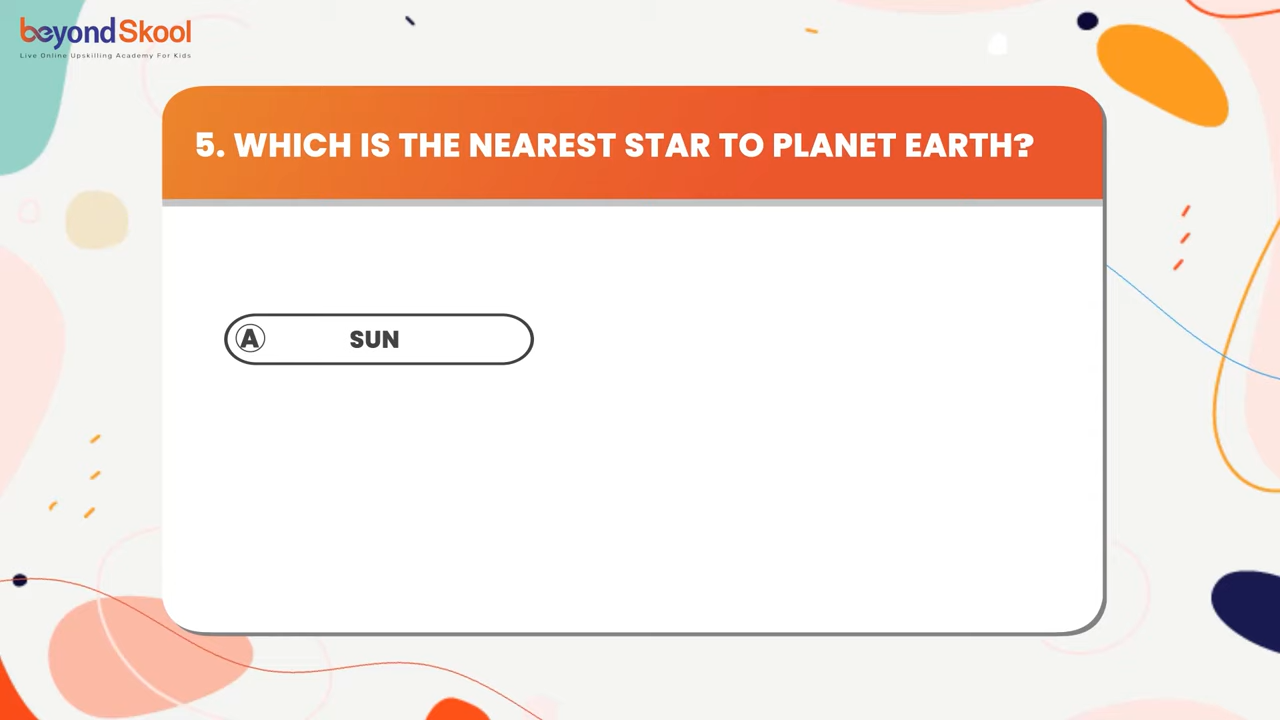 beyondSkool
Live Online Upskilling Academy For Kids
5. WHICH IS THE NEAREST STAR TO PLANET EARTH?
A SUN